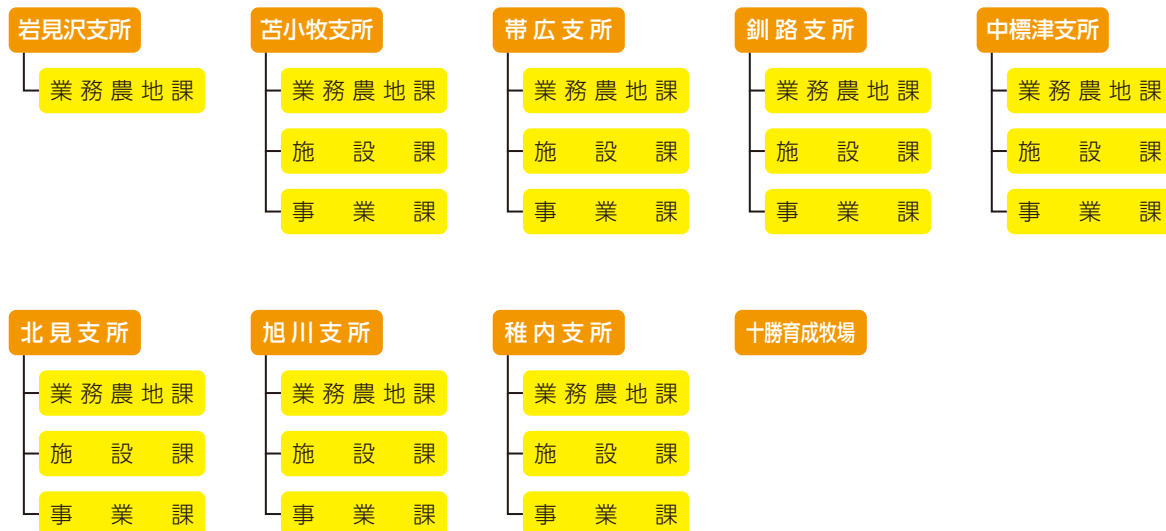 岩見沢支所
業務農地課
苫小牧支所
業務農地課
施設課
事業課
帯広支所
業務農地課
施設課
事業課
釧路支所
業務農地課
施設課
事業課
中標津支所
業務農地課
施設課
事業課
北見支所
業務農地課
施設課
事業課
旭川支所
業務農地課
施設課
事業課
稚内支所
業務農地課
施設課
事業課
十勝育成牧場